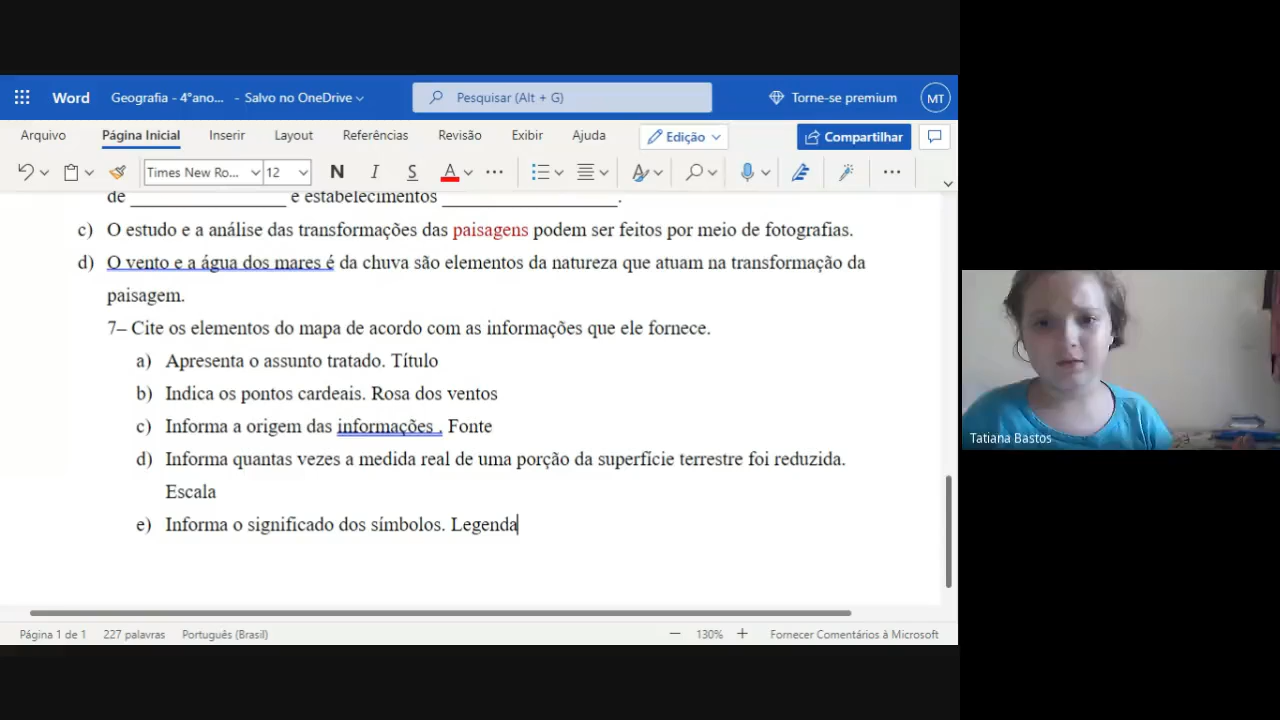 Word Geografia - 4°ano... - Salvo no OneDrive Pesquisar (Alt + G) Torne-se premium MT
Arquivo Página Inicial Inserir Layout Referências Revisão Exibir Ajuda Edição Compartilhar
Times New Ro... 12 N I S A
de ________________ e estabelecimentos __________________.
c) O estudo e a análise das transformações das paisagens podem ser feitos por meio de fotografias.
d) O vento e a água dos mares é da chuva são elementos da natureza que atuam na transformação da
paisagem.
7– Cite os elementos do mapa de acordo com as informações que ele fornece.
a) Apresenta o assunto tratado. Título
b) Indica os pontos cardeais. Rosa dos ventos
c) Informa a origem das informações . Fonte
d) Informa quantas vezes a medida real de uma porção da superfície terrestre foi reduzida.
Escala
e) Informa o significado dos símbolos. Legenda
Página 1 de 1 227 palavras Português (Brasil) 130% Fornecer Comentários à Microsoft
Tatiana Bastos